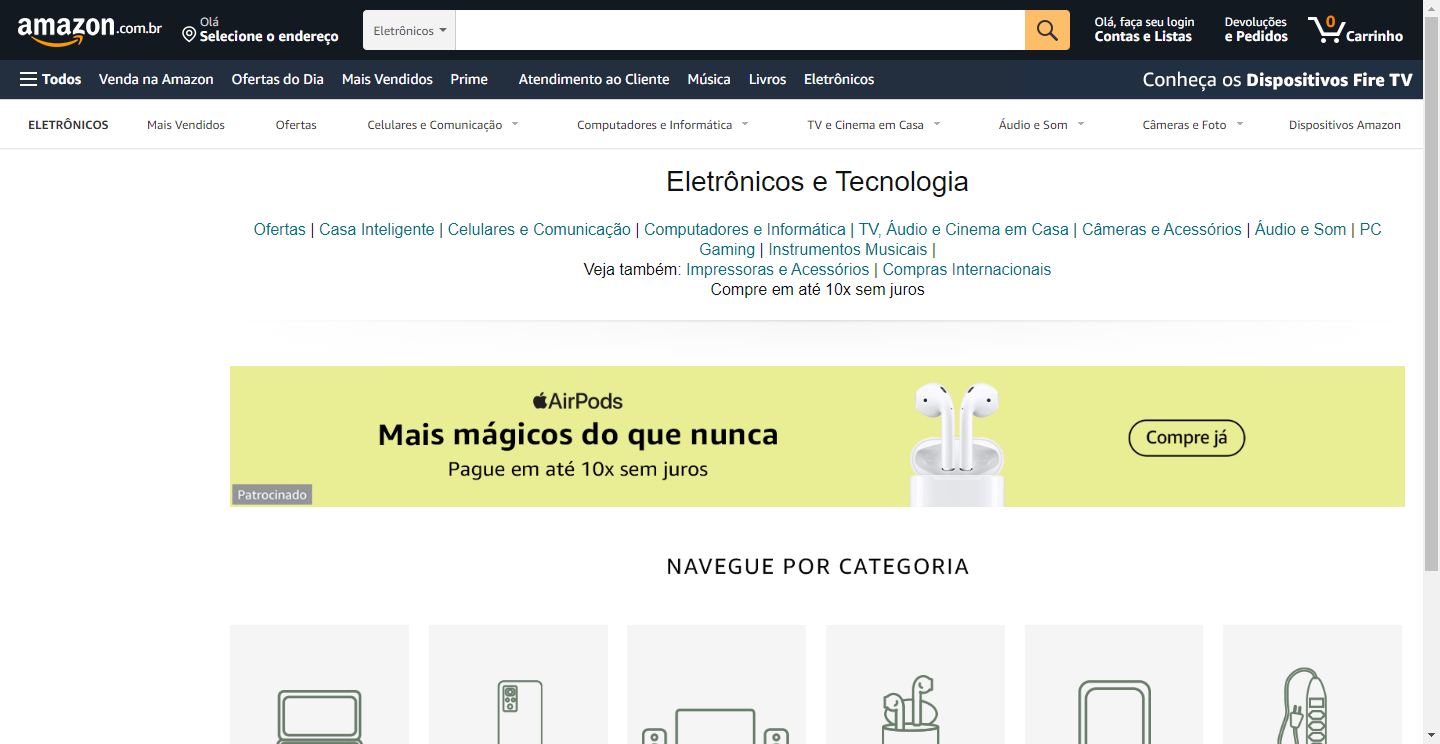 amazon.com.br
Olá
Selecione o endereço
Eletrônicos
Olá, faça seu login
Contas e Listas
Devoluções
e Pedidos
0
Carrinho
Todos Venda na Amazon Ofertas do Dia Mais Vendidos Prime Atendimento ao Cliente Música Livros Eletrônicos
Conheça os Dispositivos Fire TV
ELETRÔNICOS Mais Vendidos Ofertas Celulares e Comunicação Computadores e Informática TV e Cinema em Casa Áudio e Som Câmeras e Foto Dispositivos Amazon
Eletrônicos e Tecnologia
Ofertas | Casa Inteligente | Celulares e Comunicação | Computadores e Informática | TV, Áudio e Cinema em Casa | Câmeras e Acessórios | Áudio e Som | PC
Gaming | Instrumentos Musicais |
Veja também: Impressoras e Acessórios | Compras Internacionais
Compre em até 10x sem juros
AirPods
Mais mágicos do que nunca
Pague em até 10x sem juros
Compre já
Patrocinado
NAVEGUE POR CATEGORIA